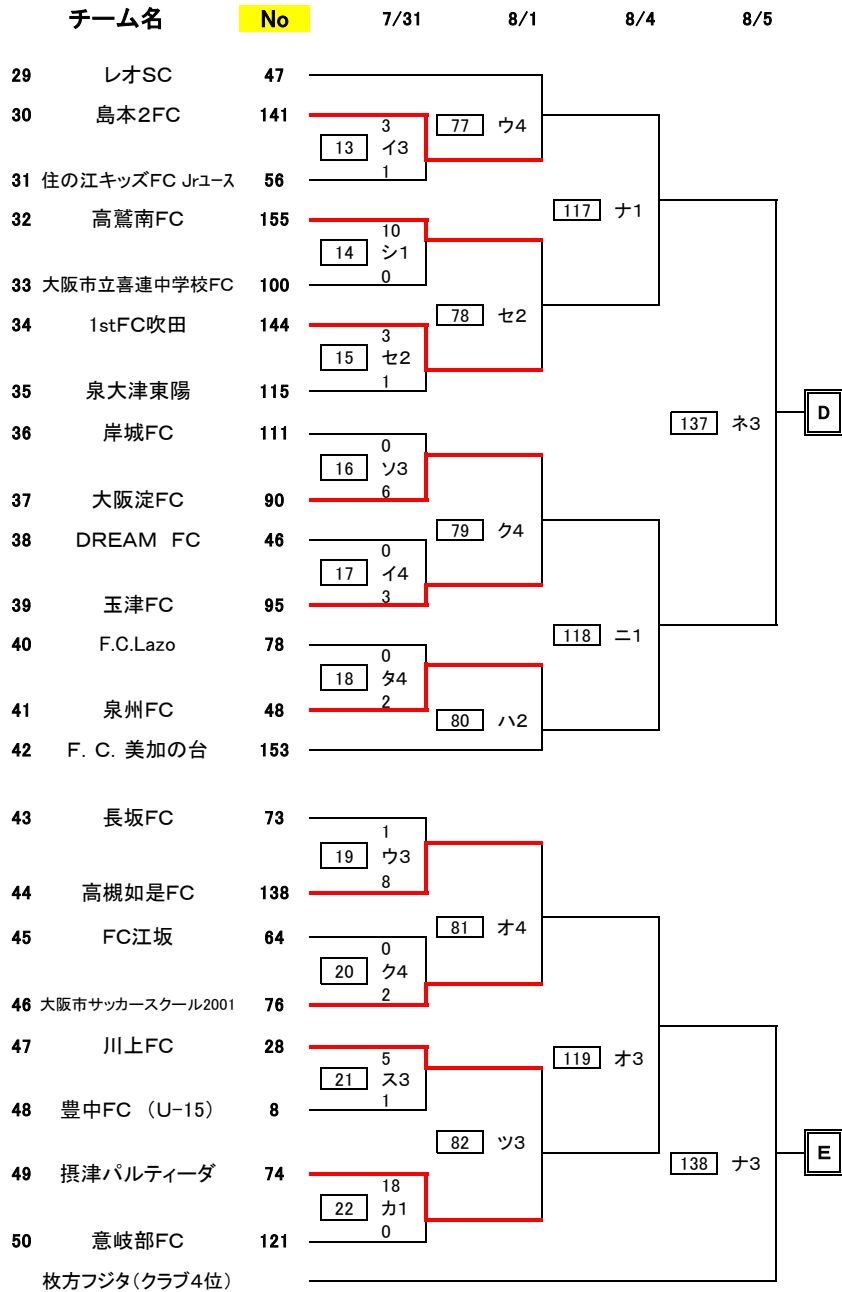 チーム名 No 7/31 8/1 8/4 8/5
29 レオSC 47
30 島本2FC 141
3
77 ウ4
13 イ3
1
31 住の江キッズFC Jrユース 56
117 ナ1
32 高鷲南FC 155
10
14 シ1
0
33 大阪市立喜連中学校FC 100
78 セ2
34 1stFC吹田 144
3
15 セ2
1
35 泉大津東陽 115
137 ネ3
D
36 岸城FC 111
0
16 ソ3
6
37 大阪淀FC 90
79 ク4
38 DREAM FC 46
0
17 イ4
3
39 玉津FC 95
118 ニ1
40 F.C.Lazo 78
0
18 タ4
2
41 泉州FC 48
80 ハ2
42 F. C. 美加の台 153
43 長坂FC 73
1
19 ウ3
8
44 高槻如是FC 138
81 オ4
45 FC江坂 64
0
20 ク4
2
46 大阪市サッカースクール2001 76
47 川上FC 28
5
119 オ3
21 ス3
1
48 豊中FC (U-15) 8
82 ツ3
E
138 ナ3
49 摂津パルティーダ 74
18
22 カ1
0
50 意岐部FC 121
枚方フジタ(クラブ4位)